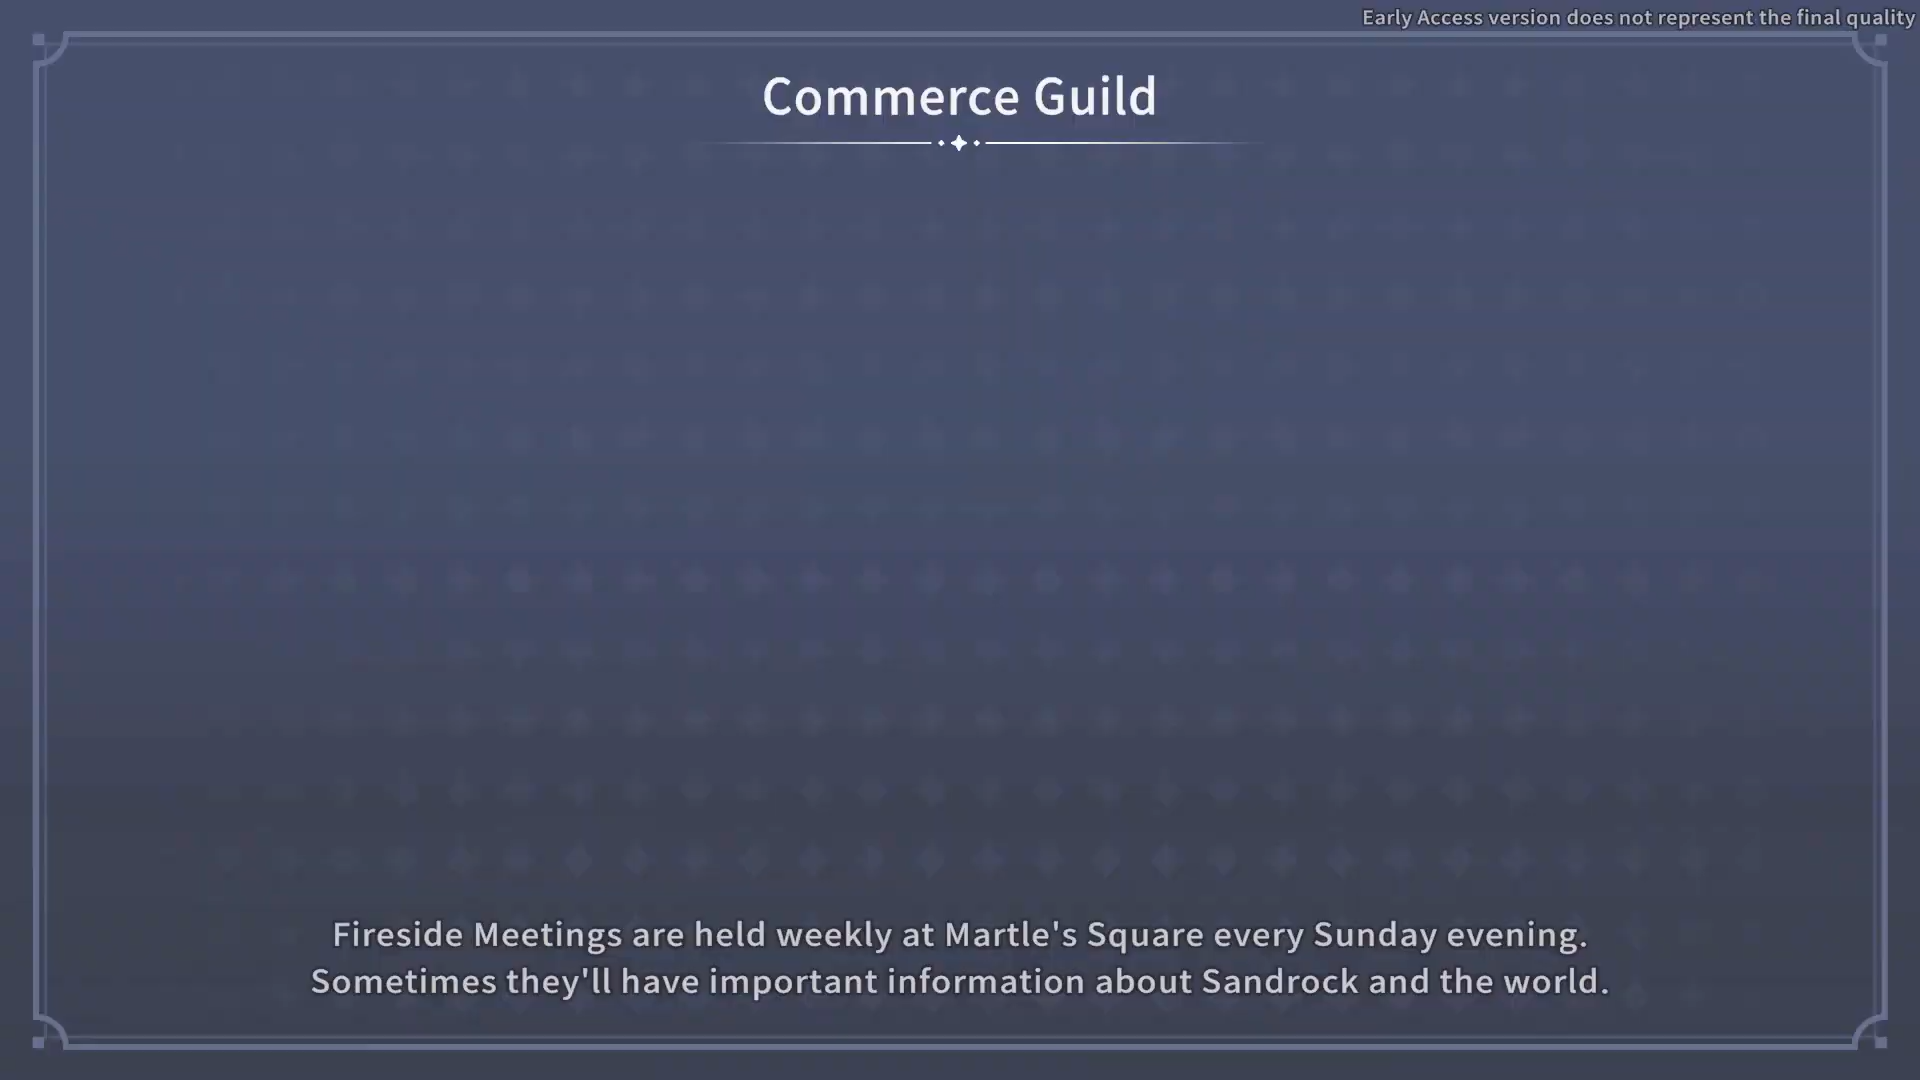 Early Access version does not represent the final quality
Commerce Guild
Fireside Meetings are held weekly at Martle's Square every Sunday evening.
Sometimes they'll have important information about Sandrock and the world.